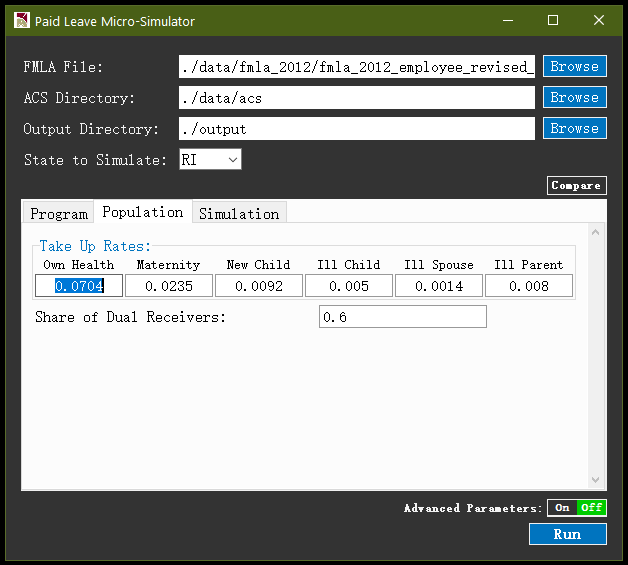 Paid Leave Micro-Simulator
FMLA File: ./data/fmla_2012/fmla_2012_employee_revised_ Browse
ACS Directory: ./data/acs Browse
Output Directory: ./output Browse
State to Simulate: RI
Compare
Program Population Simulation
Take Up Rates:
Own Health Maternity New Child Ill Child Ill Spouse Ill Parent
0.0704 0.0235 0.0092 0.005 0.0014 0.008
Share of Dual Receivers: 0.6
Advanced Parameters: On Off
Run